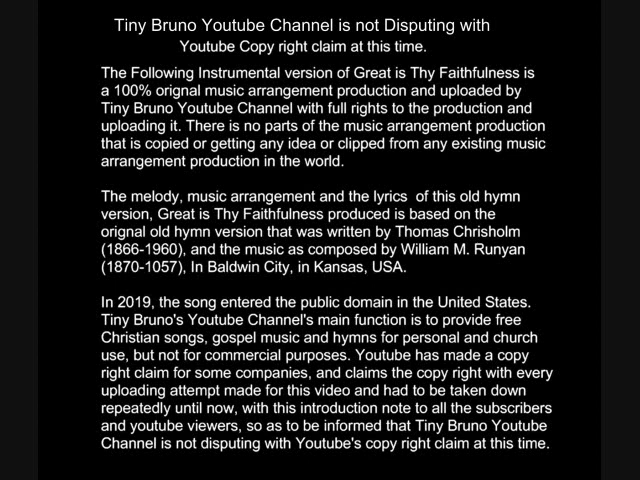 Tiny Bruno Youtube Channel is not Disputing with
Youtube Copy right claim at this time.
The Following Instrumental version of Great is Thy Faithfulness is
a 100% orignal music arrangement production and uploaded by
Tiny Bruno Youtube Channel with full rights to the production and
uploading it. There is no parts of the music arrangement production
that is copied or getting any idea or clipped from any existing music
arrangement production in the world.
The melody, music arrangement and the lyrics of this old hymn
version, Great is Thy Faithfulness produced is based on the
orignal old hymn version that was written by Thomas Chrisholm
(1866-1960), and the music as composed by William M. Runyan
(1870-1057), In Baldwin City, in Kansas, USA.
In 2019, the song entered the public domain in the United States.
Tiny Bruno's Youtube Channel's main function is to provide free
Christian songs, gospel music and hymns for personal and church
use, but not for commercial purposes. Youtube has made a copy
right claim for some companies, and claims the copy right with every
uploading attempt made for this video and had to be taken down
repeatedly until now, with this introduction note to all the subscribers
and youtube viewers, so as to be informed that Tiny Bruno Youtube
Channel is not disputing with Youtube's copy right claim at this time.